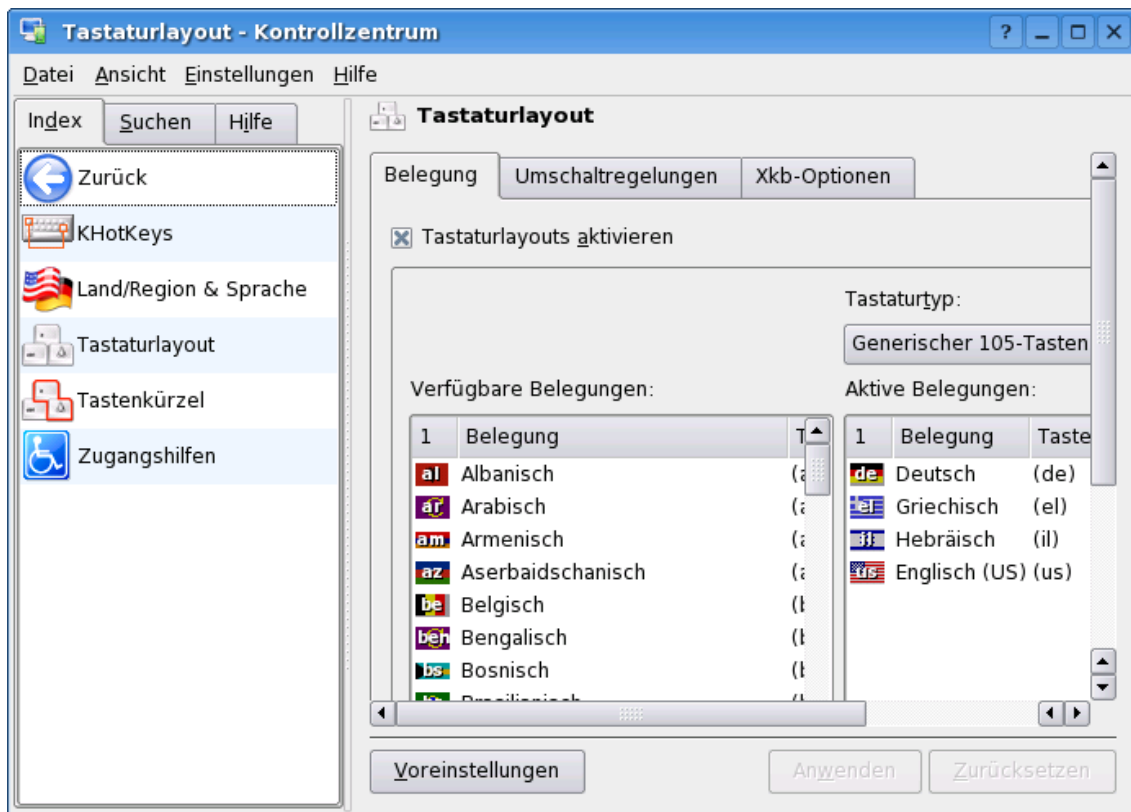 Tastaturlayout - Kontrollzentrum
Datei Ansicht Einstellungen Hilfe
Index Suchen Hilfe
Zurück
KHotKeys
Land/Region & Sprache
Tastaturlayout
Tastenkürzel
Zugangshilfen
Tastaturlayout
Belegung Umschaltregelungen Xkb-Optionen
Tastaturlayouts aktivieren
Tastaturtyp:
Generischer 105-Tasten
Verfügbare Belegungen:
1 Belegung
al Albanisch
ar Arabisch
am Armenisch
az Aserbaidschanisch
be Belgisch
ben Bengalisch
bs Bosnisch
Brasilianisch
Aktive Belegungen:
1 Belegung Taste
de Deutsch (de)
el Griechisch (el)
il Hebräisch (il)
us Englisch (US) (us)
Voreinstellungen Anwenden Zurücksetzen